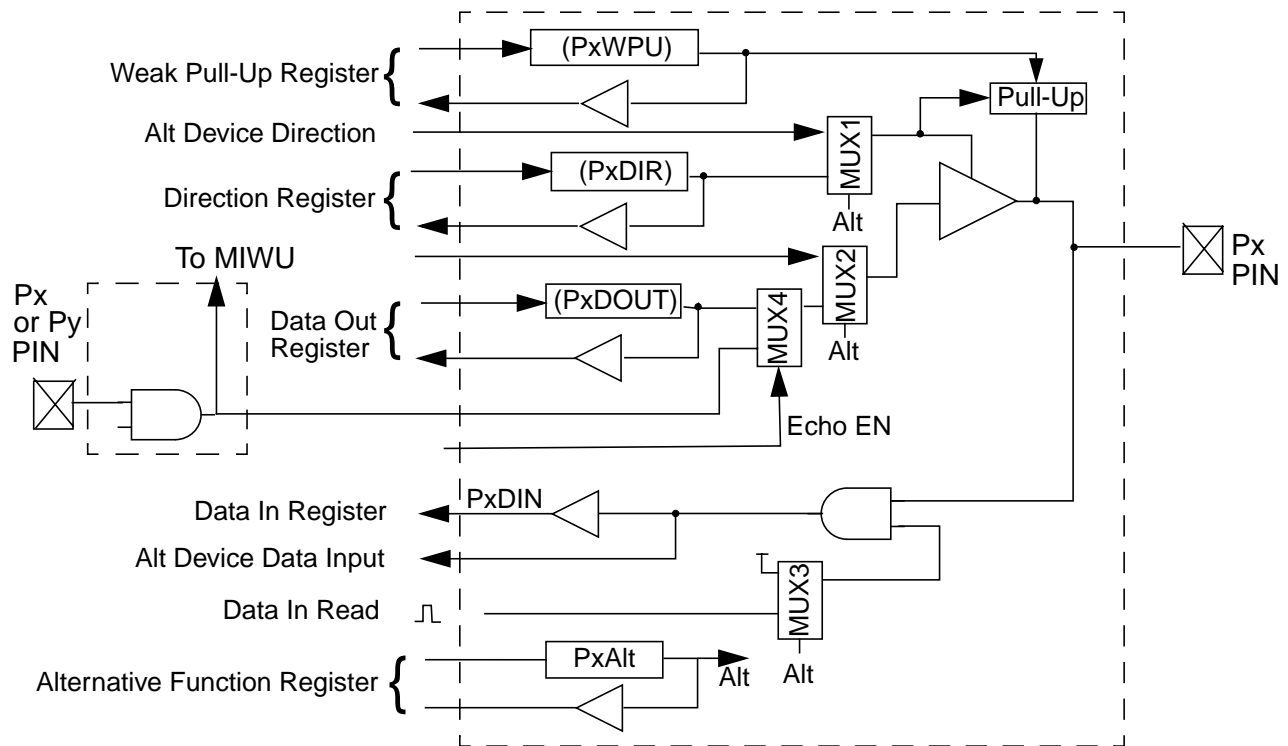 (PxWPU)
Weak Pull-Up Register
Pull-Up
Alt Device Direction
MUX1
(PxDIR)
Direction Register
Alt
To MIWU
MUX2
Px
PIN
Px
or Py
PIN
(PxDOUT)
Data Out
Register
MUX4
Alt
Echo EN
PxDIN
Data In Register
Alt Device Data Input
MUX3
Data In Read
PxAlt
Alt
Alt
Alternative Function Register